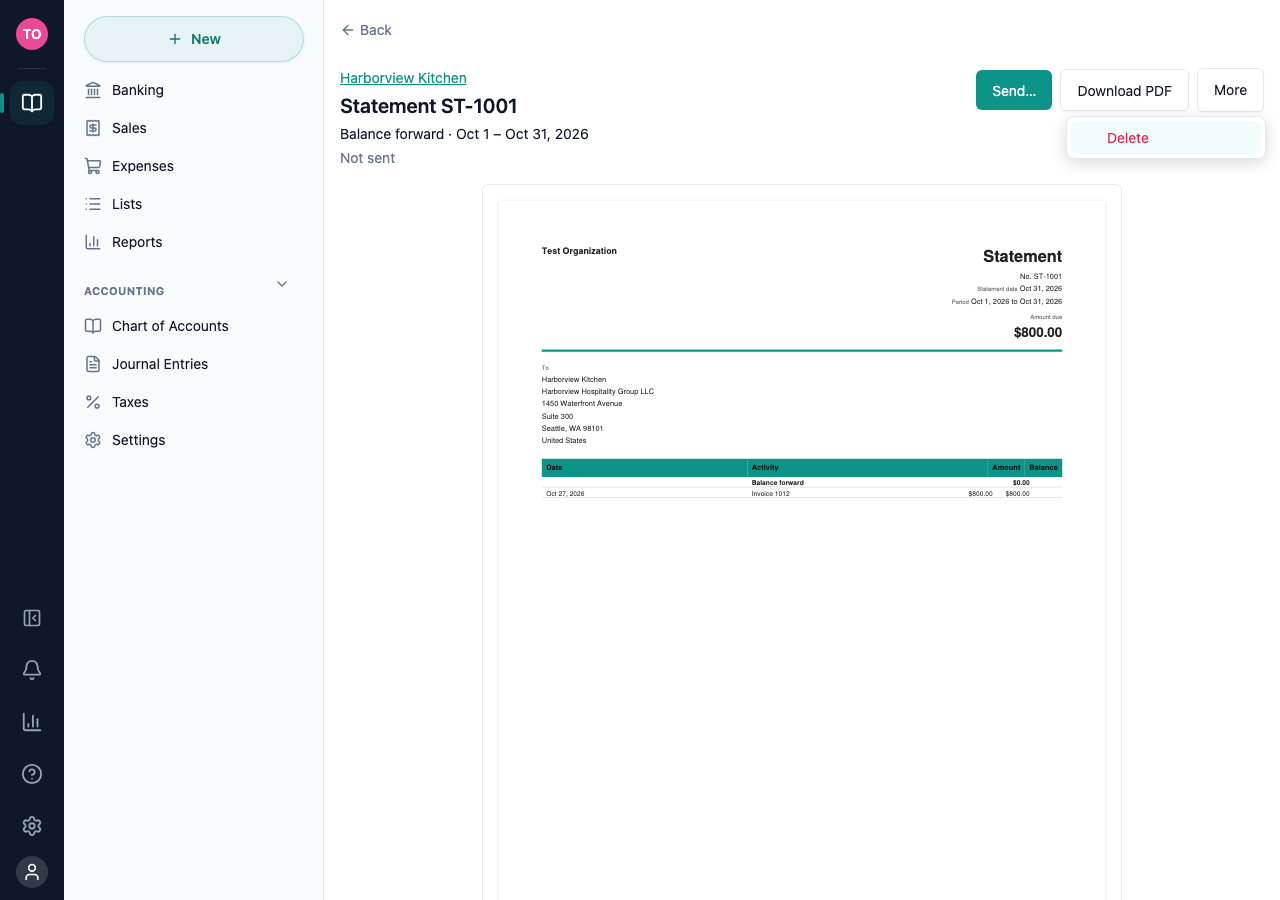 TO
+ New
Banking
Sales
Expenses
Lists
Reports
ACCOUNTING
Chart of Accounts
Journal Entries
Taxes
Settings
← Back
Harborview Kitchen
Statement ST-1001
Balance forward · Oct 1 – Oct 31, 2026
Not sent
Send...
Download PDF
More
Delete
Test Organization
Statement
No. ST-1001
Statement date Oct 31, 2026
Period Oct 1, 2026 to Oct 31, 2026
Amount due
$800.00
To
Harborview Kitchen
Harborview Hospitality Group LLC
1450 Waterfront Avenue
Suite 300
Seattle, WA 98101
United States
Date Activity Amount Balance
Balance forward $0.00
Oct 27, 2026 Invoice 1012 $800.00 $800.00